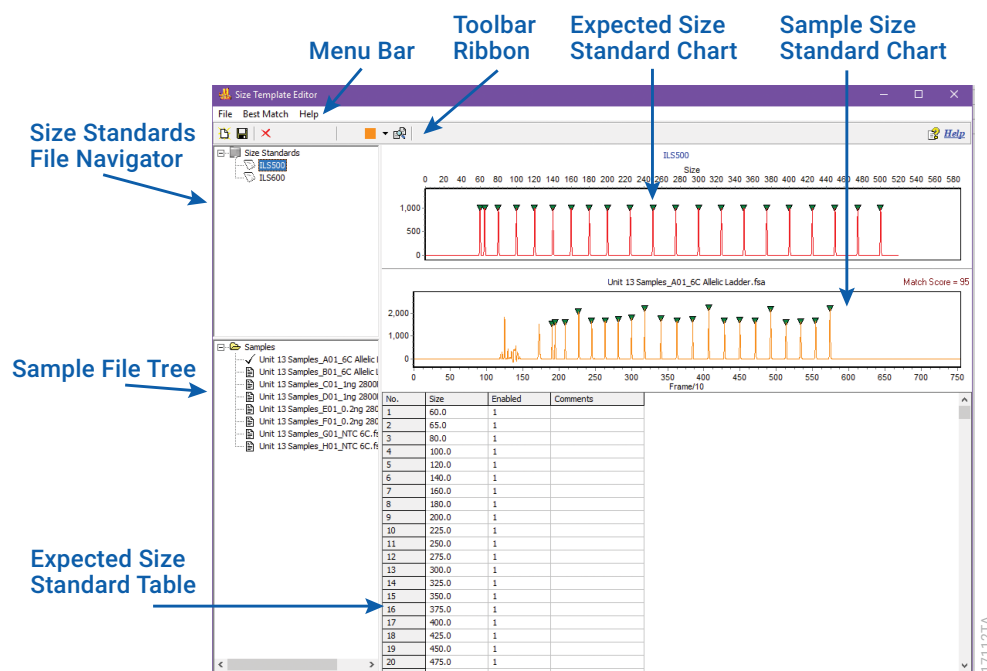 Menu Bar
Toolbar
Ribbon
Expected Size
Standard Chart
Sample Size
Standard Chart
Size Standards
File Navigator
Sample File Tree
Expected Size
Standard Table
Size Template Editor
File Best Match Help
Help
Size Standards
ILS500
ILS600
ILS500
Size
0 20 40 60 80 100 120 140 160 180 200 220 240 260 280 300 320 340 360 380 400 420 440 460 480 500 520 540 560 580
1,000
500
0
Unit 13 Samples_A01_6C Allelic Ladder.fsa
Match Score = 95
2,000
1,000
0
0 50 100 150 200 250 300 350 400 450 500 550 600 650 700 750
Frame/10
Samples
Unit 13 Samples_A01_6C Allelic
Unit 13 Samples_B01_6C Allelic
Unit 13 Samples_C01_1ng 2800
Unit 13 Samples_D01_1ng 2800
Unit 13 Samples_E01_0.2ng 280
Unit 13 Samples_F01_0.2ng 280
Unit 13 Samples_G01_NTC 6C.fs
Unit 13 Samples_H01_NTC 6C.fs
No. Size Enabled Comments
1 60.0 1
2 65.0 1
3 80.0 1
4 100.0 1
5 120.0 1
6 140.0 1
7 160.0 1
8 180.0 1
9 200.0 1
10 225.0 1
11 250.0 1
12 275.0 1
13 300.0 1
14 325.0 1
15 350.0 1
16 375.0 1
17 400.0 1
18 425.0 1
19 450.0 1
20 475.0 1
17112TA